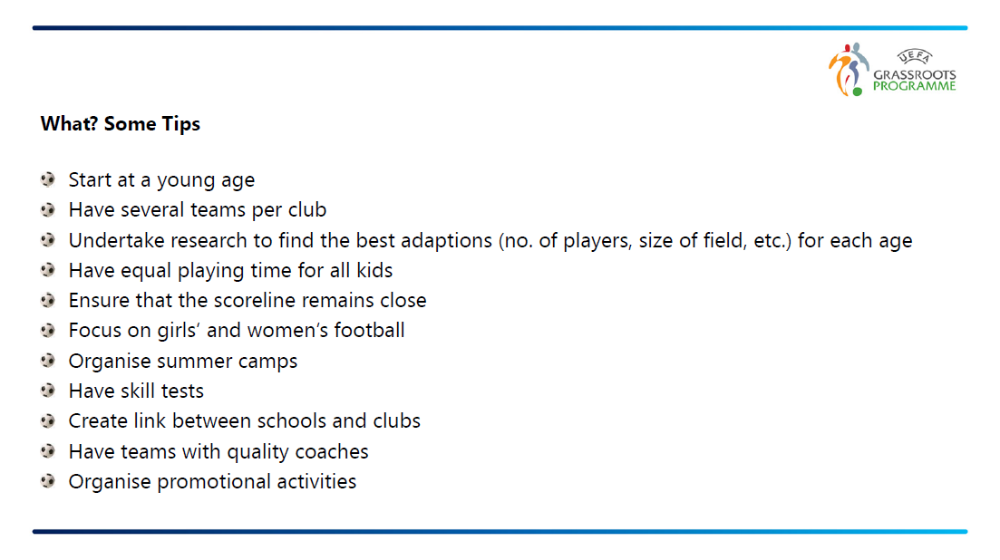 UEFA
GRASSROOTS
PROGRAMME
What? Some Tips
Start at a young age
Have several teams per club
Undertake research to find the best adaptions (no. of players, size of field, etc.) for each age
Have equal playing time for all kids
Ensure that the scoreline remains close
Focus on girls’ and women’s football
Organise summer camps
Have skill tests
Create link between schools and clubs
Have teams with quality coaches
Organise promotional activities